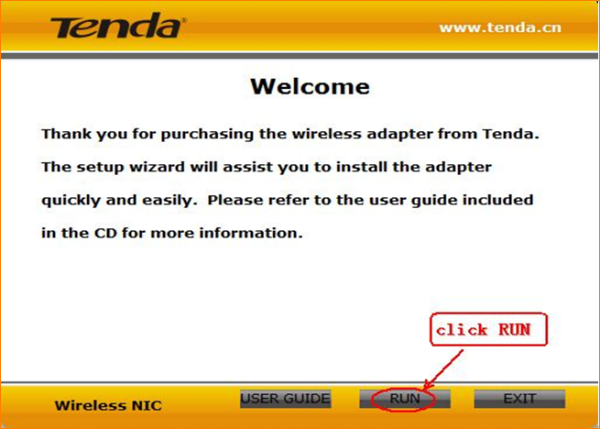 Tenda
www.tenda.cn
Welcome
Thank you for purchasing the wireless adapter from Tenda.
The setup wizard will assist you to install the adapter
quickly and easily. Please refer to the user guide included
in the CD for more information.
click RUN
Wireless NIC
USER GUIDE
RUN
EXIT